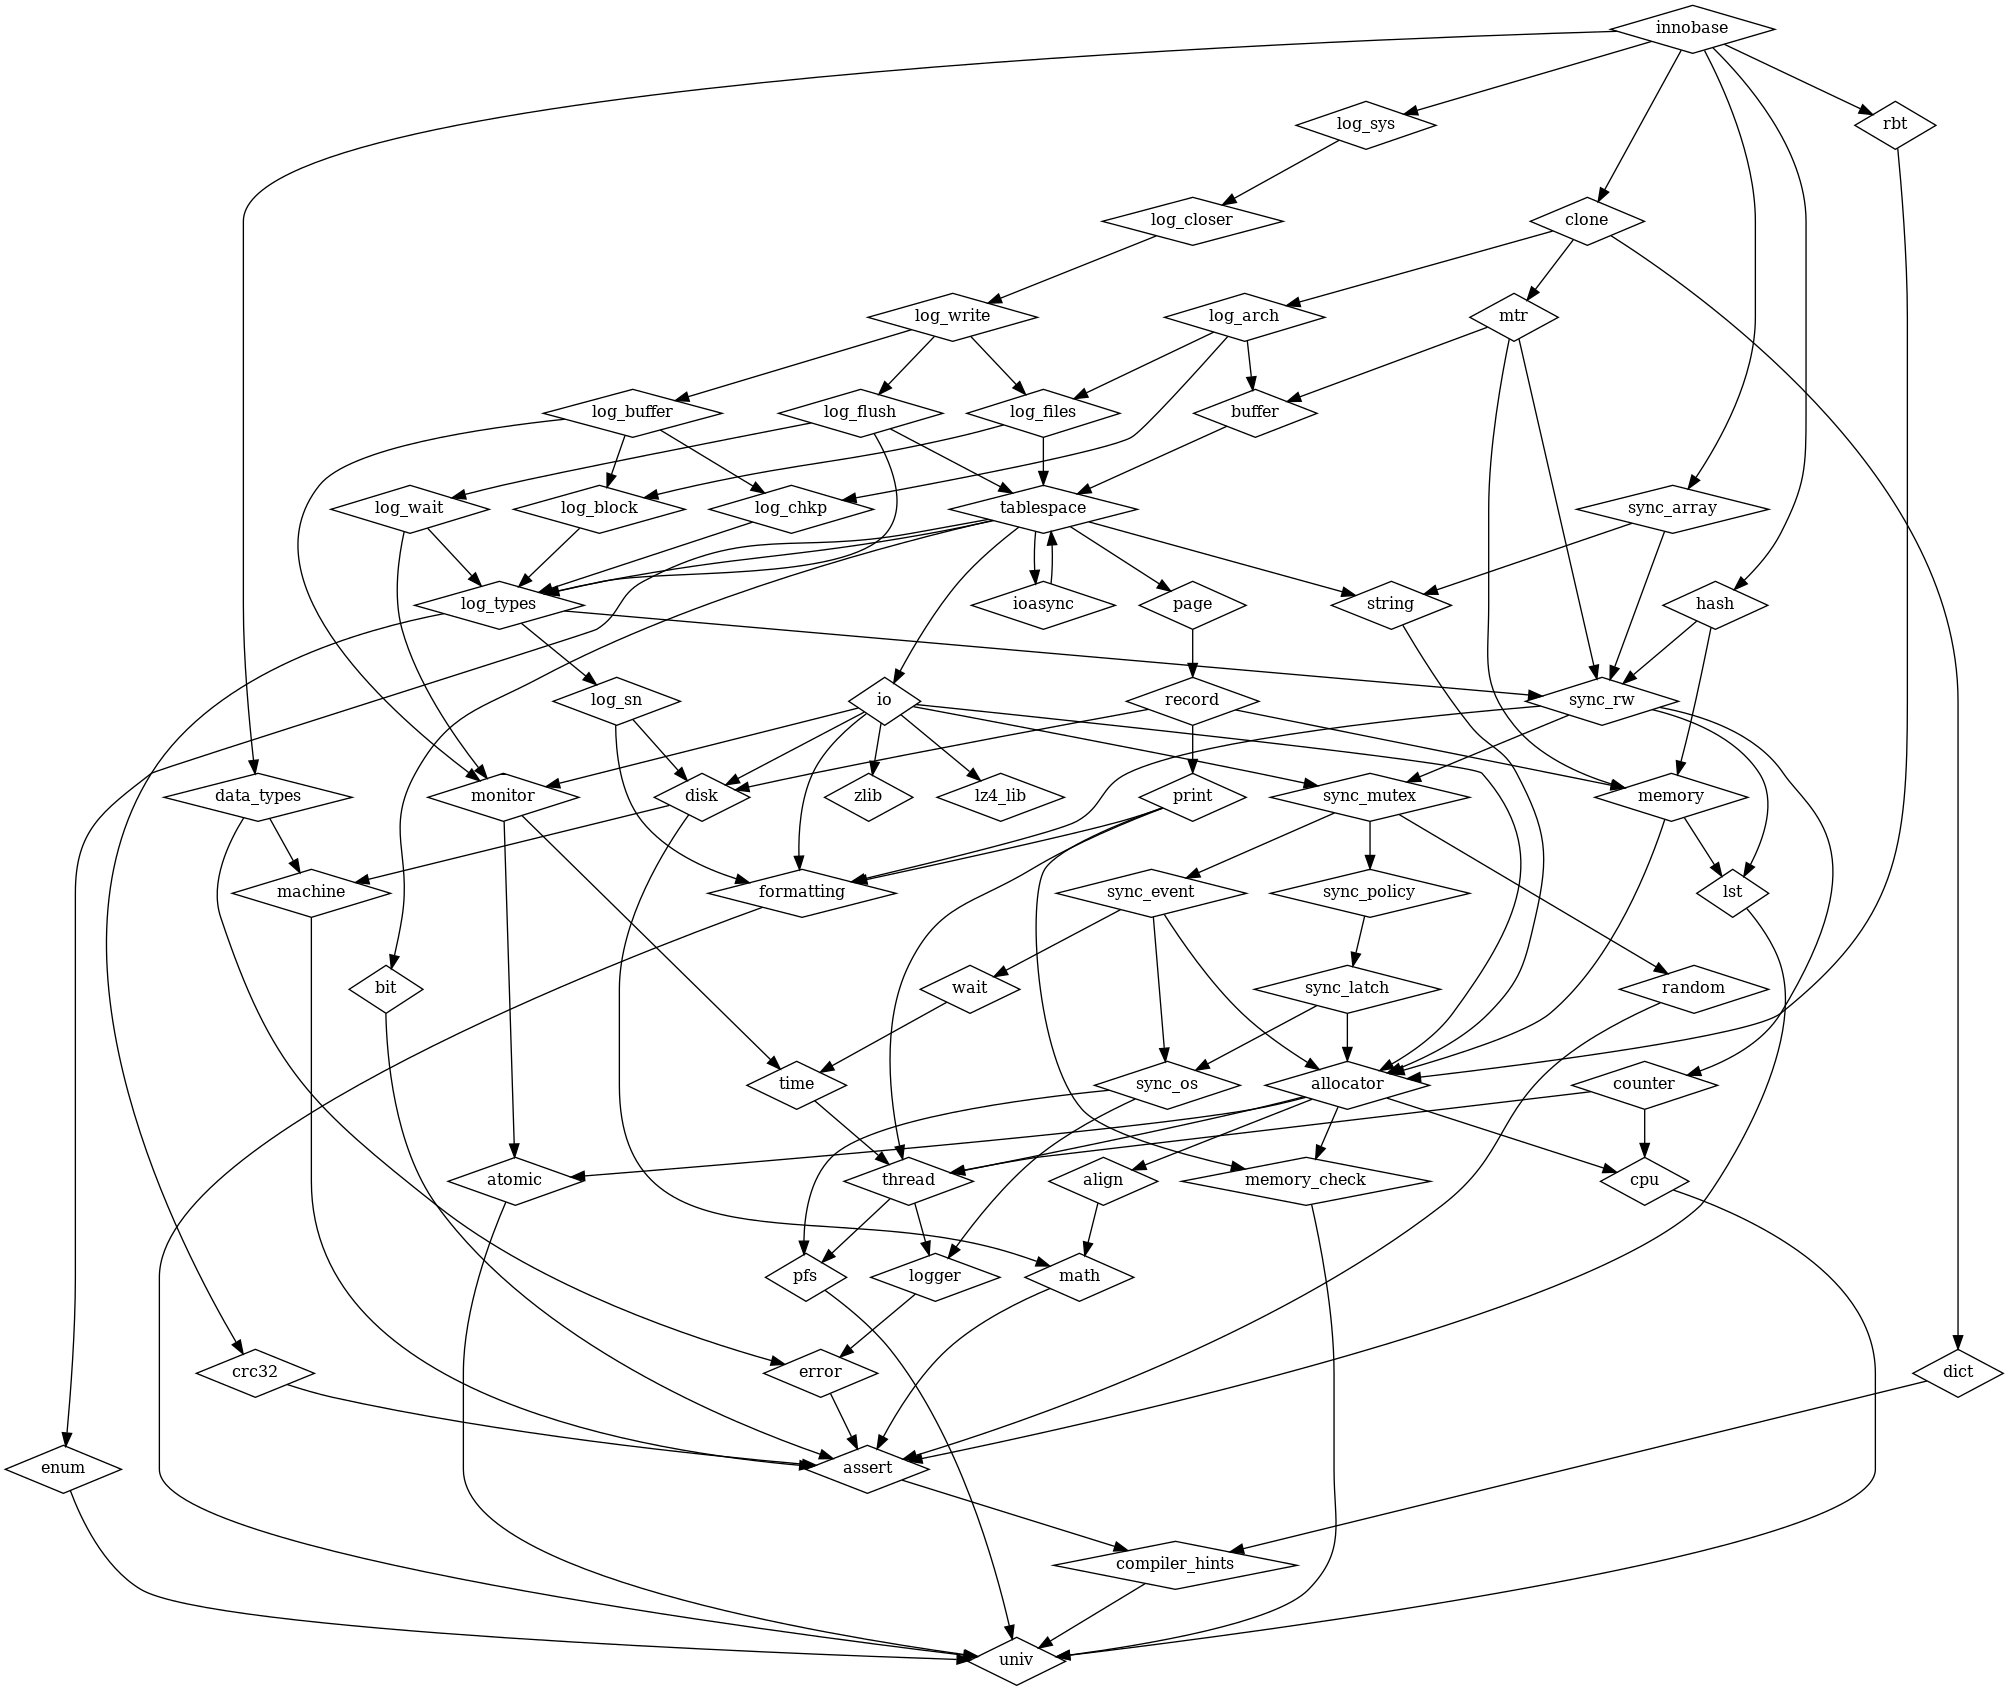 innobase
log_sys
rbt
log_closer
clone
log_write
log_arch
mtr
log_buffer
log_flush
log_files
buffer
log_wait
log_block
log_chkp
tablespace
sync_array
log_types
ioasync
page
string
hash
log_sn
io
record
sync_rw
data_types
monitor
disk
zlib
lz4_lib
print
sync_mutex
memory
machine
formatting
sync_event
sync_policy
lst
bit
wait
sync_latch
random
time
sync_os
allocator
counter
atomic
thread
align
memory_check
cpu
pfs
logger
math
crc32
error
dict
enum
assert
compiler_hints
univ